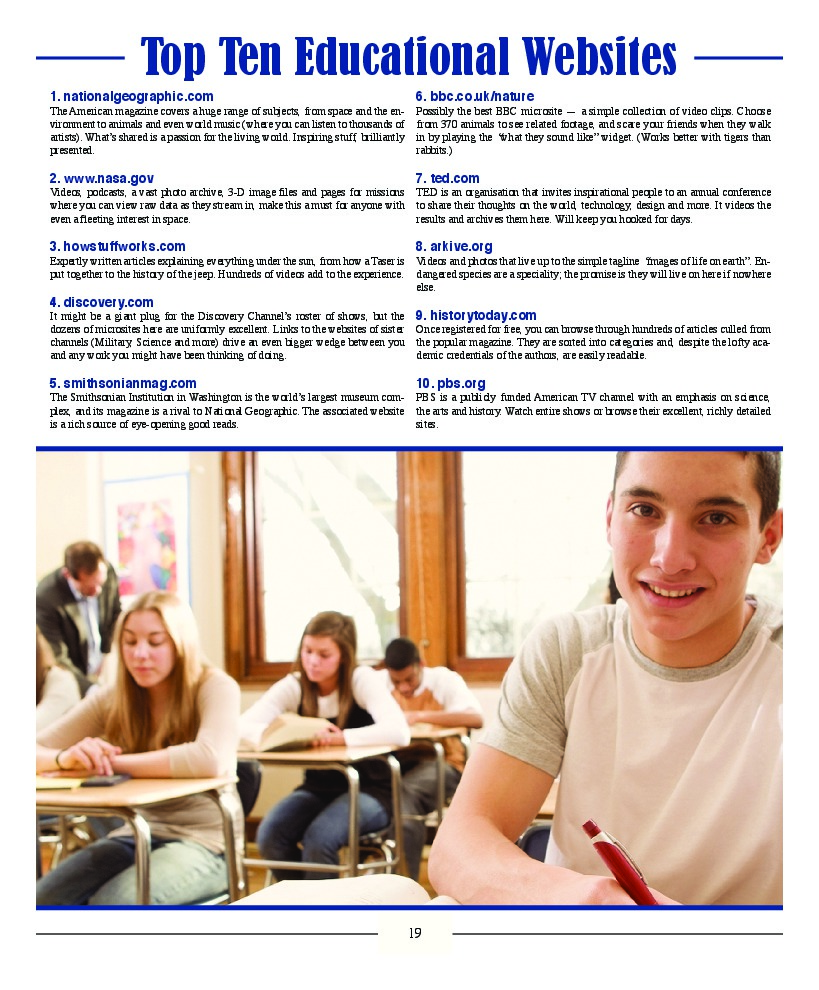 Top Ten Educational Websites
1. nationalgeographic.com
The American magazine covers a huge range of subjects, from space and the en-
vironment to animals and even world music (where you can listen to thousands of
artists). What's shared is a passion for the living world. Inspiring stuff, brilliantly
presented.
2. www.nasa.gov
Videos, podcasts, a vast photo archive, 3-D image files and pages for missions
where you can view raw data as they stream in, make this a must for anyone with
even a fleeting interest in space.
3. howstuffworks.com
Expertly written articles explaining everything under the sun, from how a Taser is
put together to the history of the jeep. Hundreds of videos add to the experience.
4. discovery.com
It might be a giant plug for the Discovery Channel's roster of shows, but the
dozens of microsites here are uniformly excellent. Links to the websites of sister
channels (Military, Science and more) drive an even bigger wedge between you
and any work you might have been thinking of doing.
5. smithsonianmag.com
The Smithsonian Institution in Washington is the world's largest museum com-
plex, and its magazine is a rival to National Geographic. The associated website
is a rich source of eye-opening good reads.
6. bbc.co.uk/nature
Possibly the best BBC microsite — a simple collection of video clips. Choose
from 370 animals to see related footage, and scare your friends when they walk
in by playing the "what they sound like" widget. (Works better with tigers than
rabbits.)
7. ted.com
TED is an organisation that invites inspirational people to an annual conference
to share their thoughts on the world, technology, design and more. It videos the
results and archives them here. Will keep you hooked for days.
8. arkive.org
Videos and photos that live up to the simple tagline "images of life on earth". En-
dangered species are a speciality; the promise is they will live on here if nowhere
else.
9. historytoday.com
Once registered for free, you can browse through hundreds of articles culled from
the popular magazine. They are sorted into categories and, despite the lofty aca-
demic credentials of the authors, are easily readable.
10. pbs.org
PBS is a publicly funded American TV channel with an emphasis on science,
the arts and history. Watch entire shows or browse their excellent, richly detailed
sites.
19